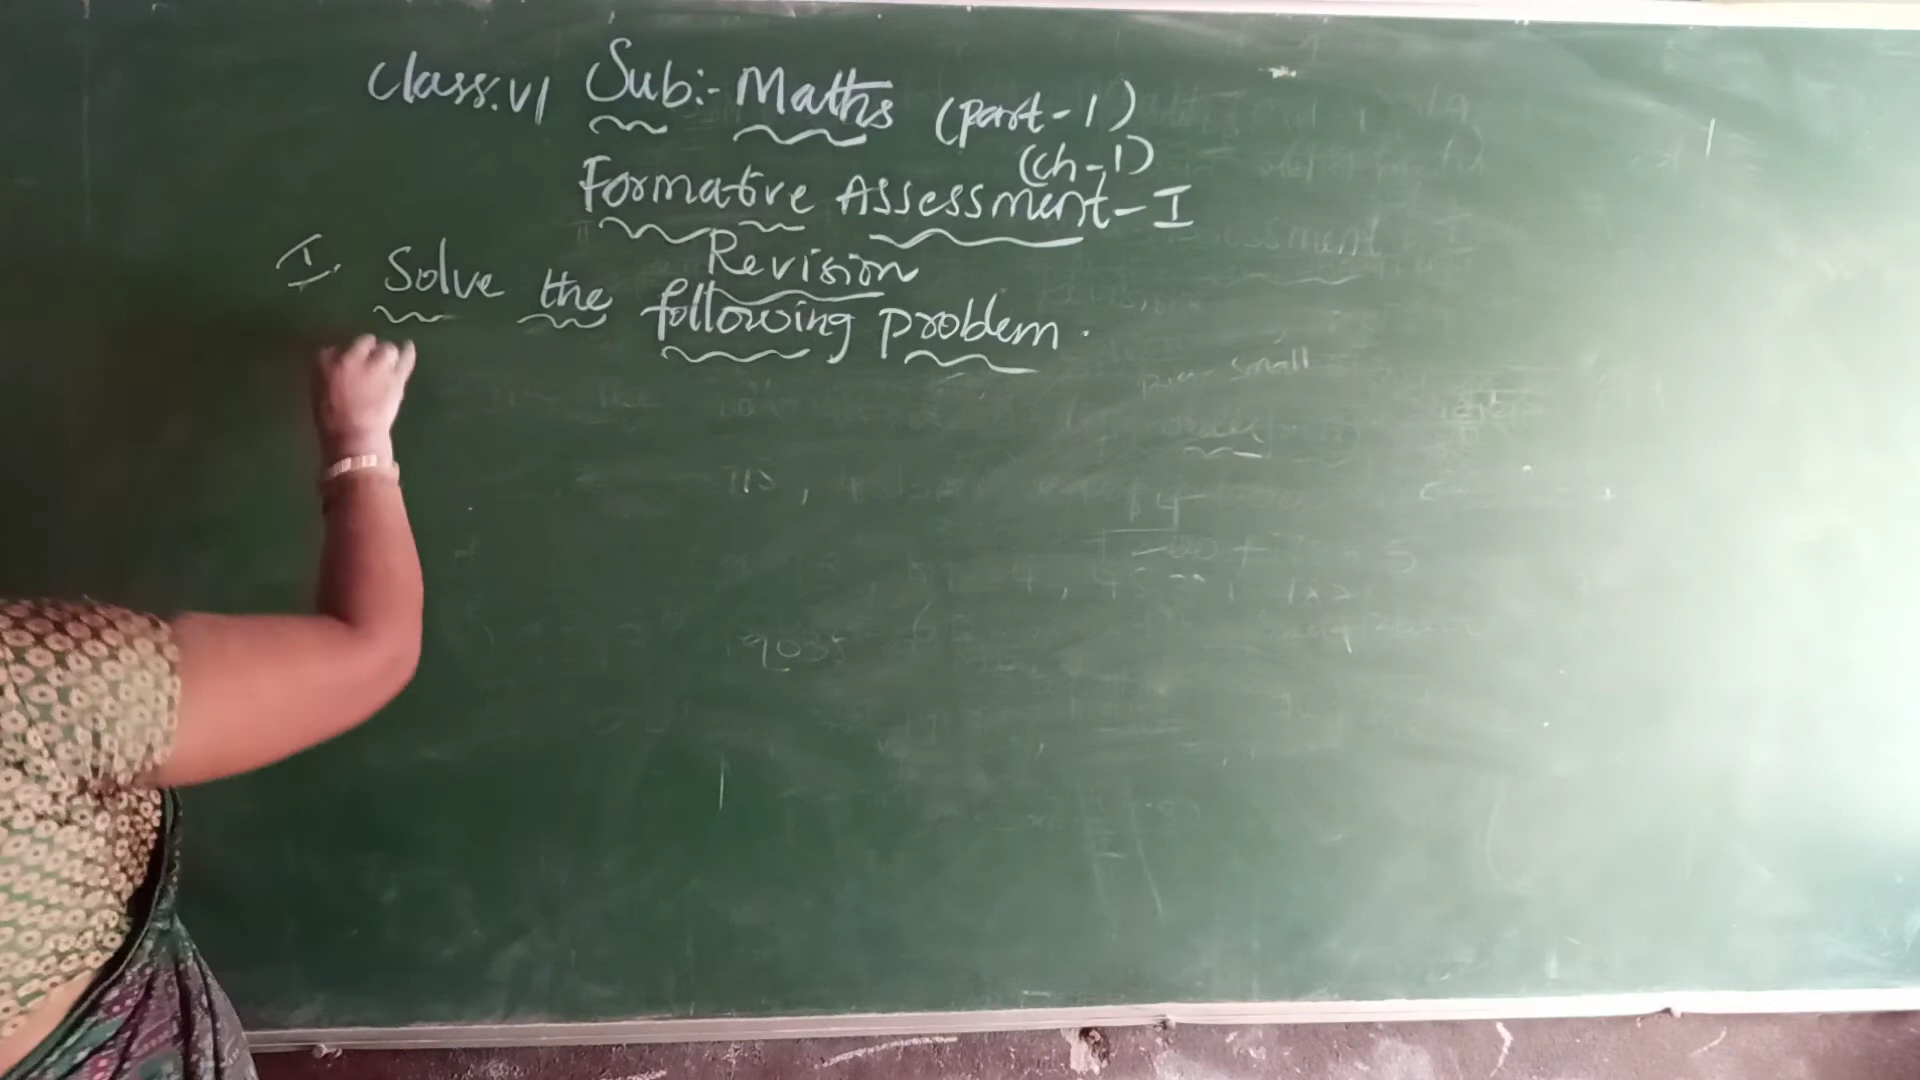 Class:VI Sub:- Maths (Part-1)
(Ch-1)
Formative Assessment-I
Revision
I. Solve the following problem.